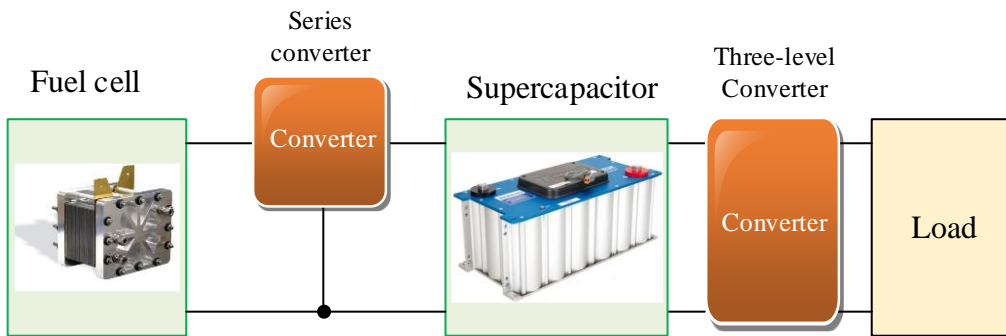 Series
converter
Three-level
Converter
Fuel cell
Supercapacitor
Converter
Converter
Load